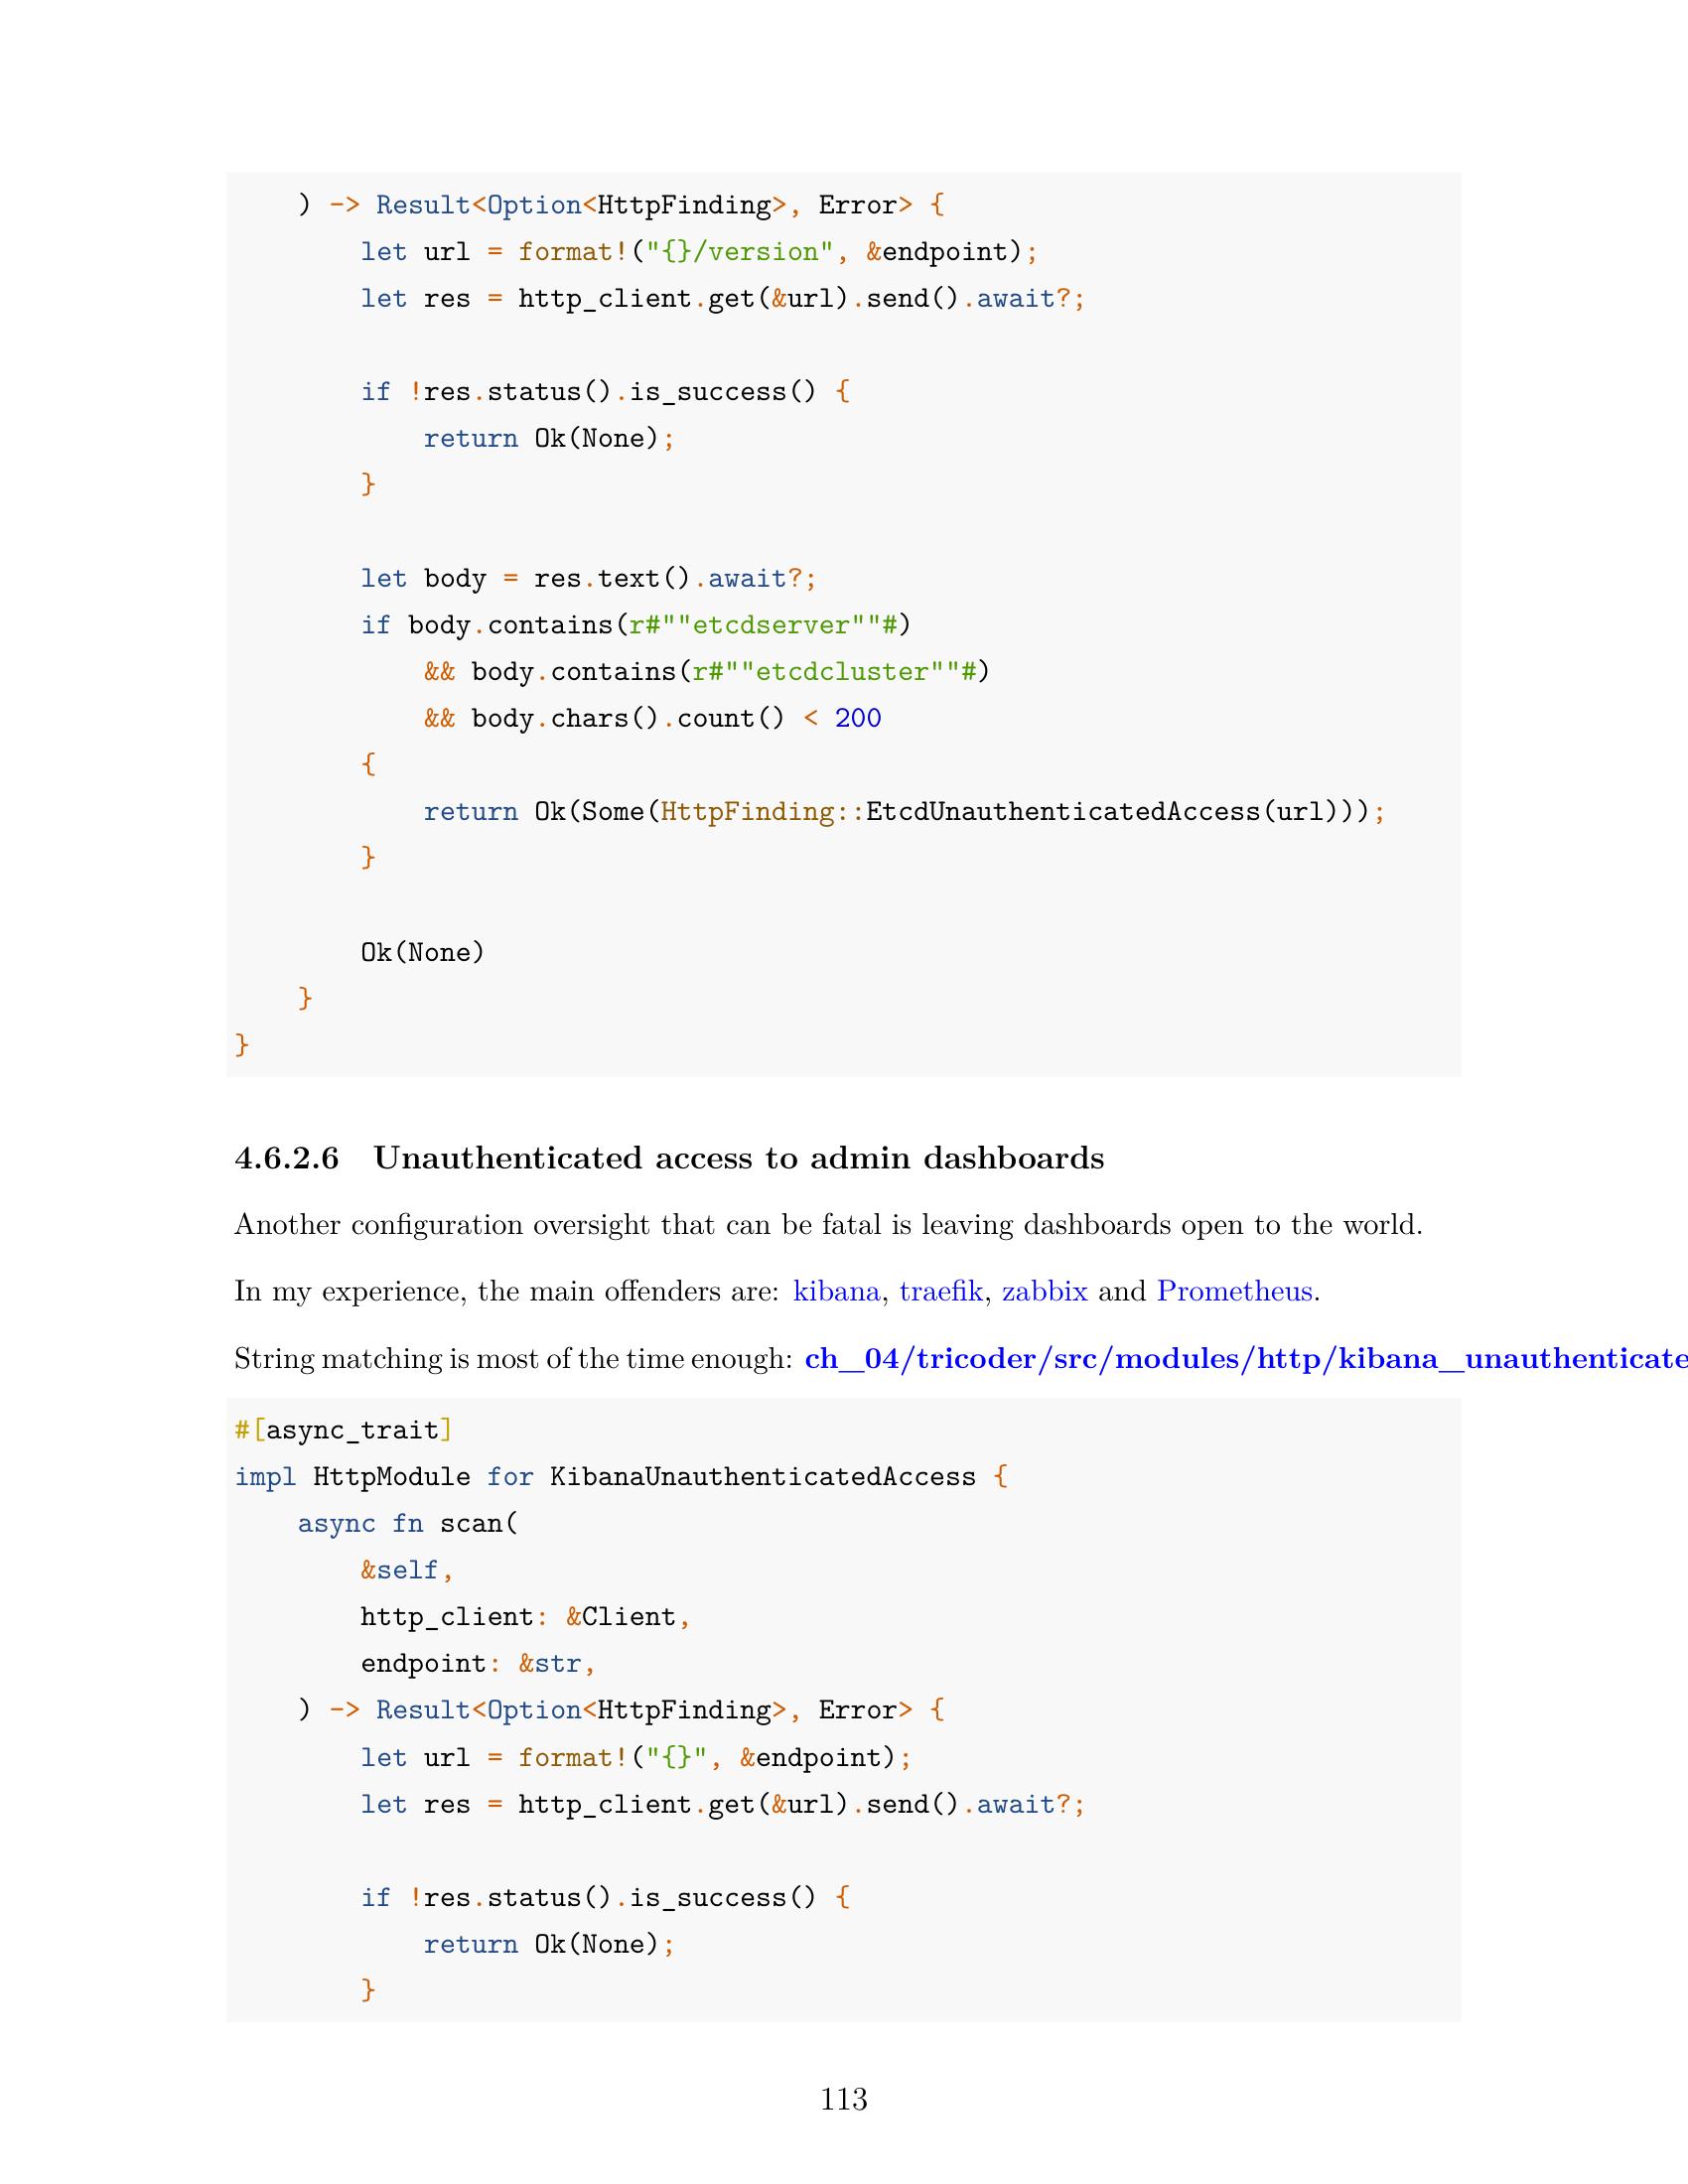 ) -> Result<Option<HttpFinding>, Error> {
        let url = format!("{}/version", &endpoint);
        let res = http_client.get(&url).send().await?;

        if !res.status().is_success() {
            return Ok(None);
        }

        let body = res.text().await?;
        if body.contains(r#""etcdserver""#)
            && body.contains(r#""etcdcluster""#)
            && body.chars().count() < 200
        {
            return Ok(Some(HttpFinding::EtcdUnauthenticatedAccess(url)));
        }

        Ok(None)
    }
}
4.6.2.6 Unauthenticated access to admin dashboards
Another configuration oversight that can be fatal is leaving dashboards open to the world.
In my experience, the main offenders are: kibana, traefik, zabbix and Prometheus.
String matching is most of the time enough: ch_04/tricoder/src/modules/http/kibana_unauthenticate
#[async_trait]
impl HttpModule for KibanaUnauthenticatedAccess {
    async fn scan(
        &self,
        http_client: &Client,
        endpoint: &str,
    ) -> Result<Option<HttpFinding>, Error> {
        let url = format!("{}", &endpoint);
        let res = http_client.get(&url).send().await?;

        if !res.status().is_success() {
            return Ok(None);
        }
113